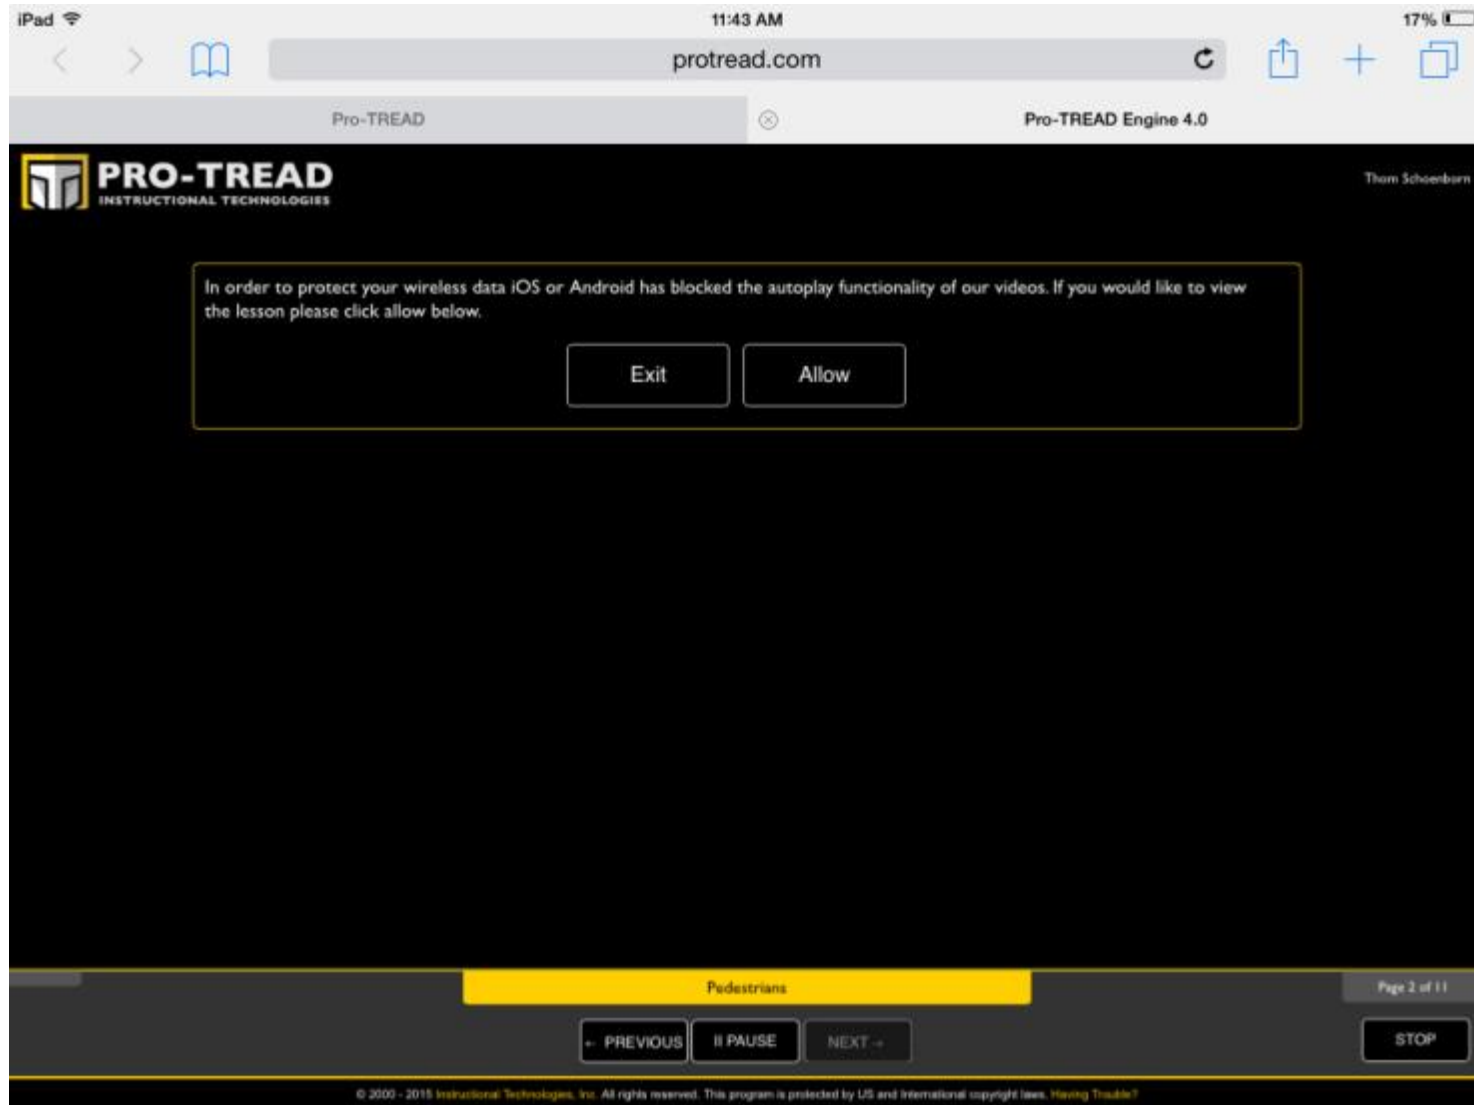 iPad
11:43 AM
17%
protread.com
Pro-TREAD
Pro-TREAD Engine 4.0
PRO-TREAD
INSTRUCTIONAL TECHNOLOGIES
Thom Schoenborn
In order to protect your wireless data iOS or Android has blocked the autoplay functionality of our videos. If you would like to view
the lesson please click allow below.
Exit
Allow
Pedestrians
Page 2 of 11
← PREVIOUS
II PAUSE
NEXT →
STOP
© 2000 - 2015 Instructional Technologies, Inc. All rights reserved. This program is protected by US and International copyright laws. Having Trouble?